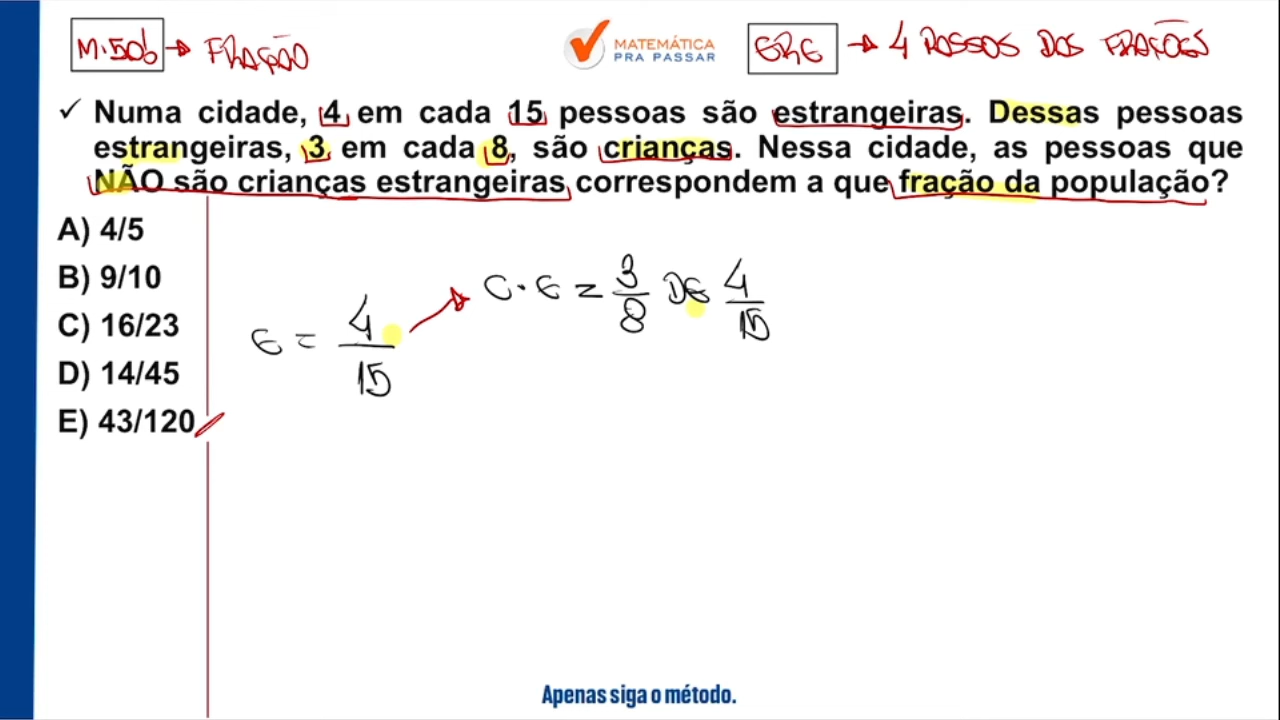 M.50b → FRAÇÃO
MATEMÁTICA
PRA PASSAR
→ 4 PASSOS DAS FRAÇÕES
✓ Numa cidade, 4 em cada 15 pessoas são estrangeiras. Dessas pessoas
estrangeiras, 3 em cada 8, são crianças. Nessa cidade, as pessoas que
NÃO são crianças estrangeiras correspondem a que fração da população?
A) 4/5
B) 9/10
C) 16/23
D) 14/45
E) 43/120
C.E = 3/8 DE 4/15
E = 4/15
Apenas siga o método.